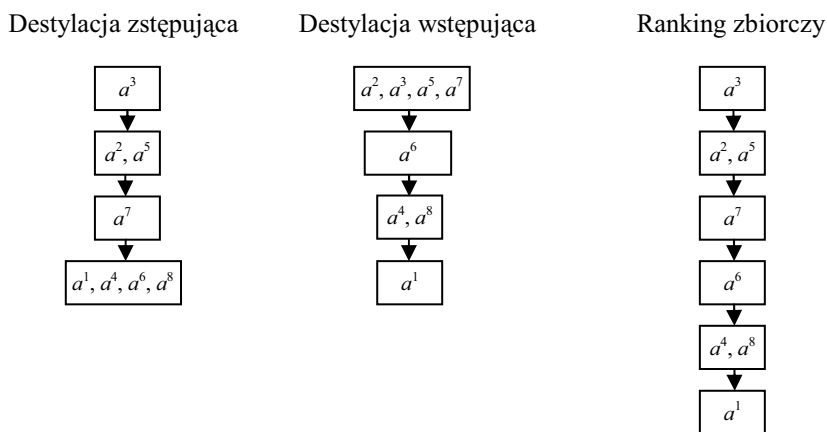 Destylacja zstępująca
a³
a², a⁵
a⁷
a¹, a⁴, a⁶, a⁸
Destylacja wstępująca
a², a³, a⁵, a⁷
a⁶
a⁴, a⁸
a¹
Ranking zbiorczy
a³
a², a⁵
a⁷
a⁶
a⁴, a⁸
a¹